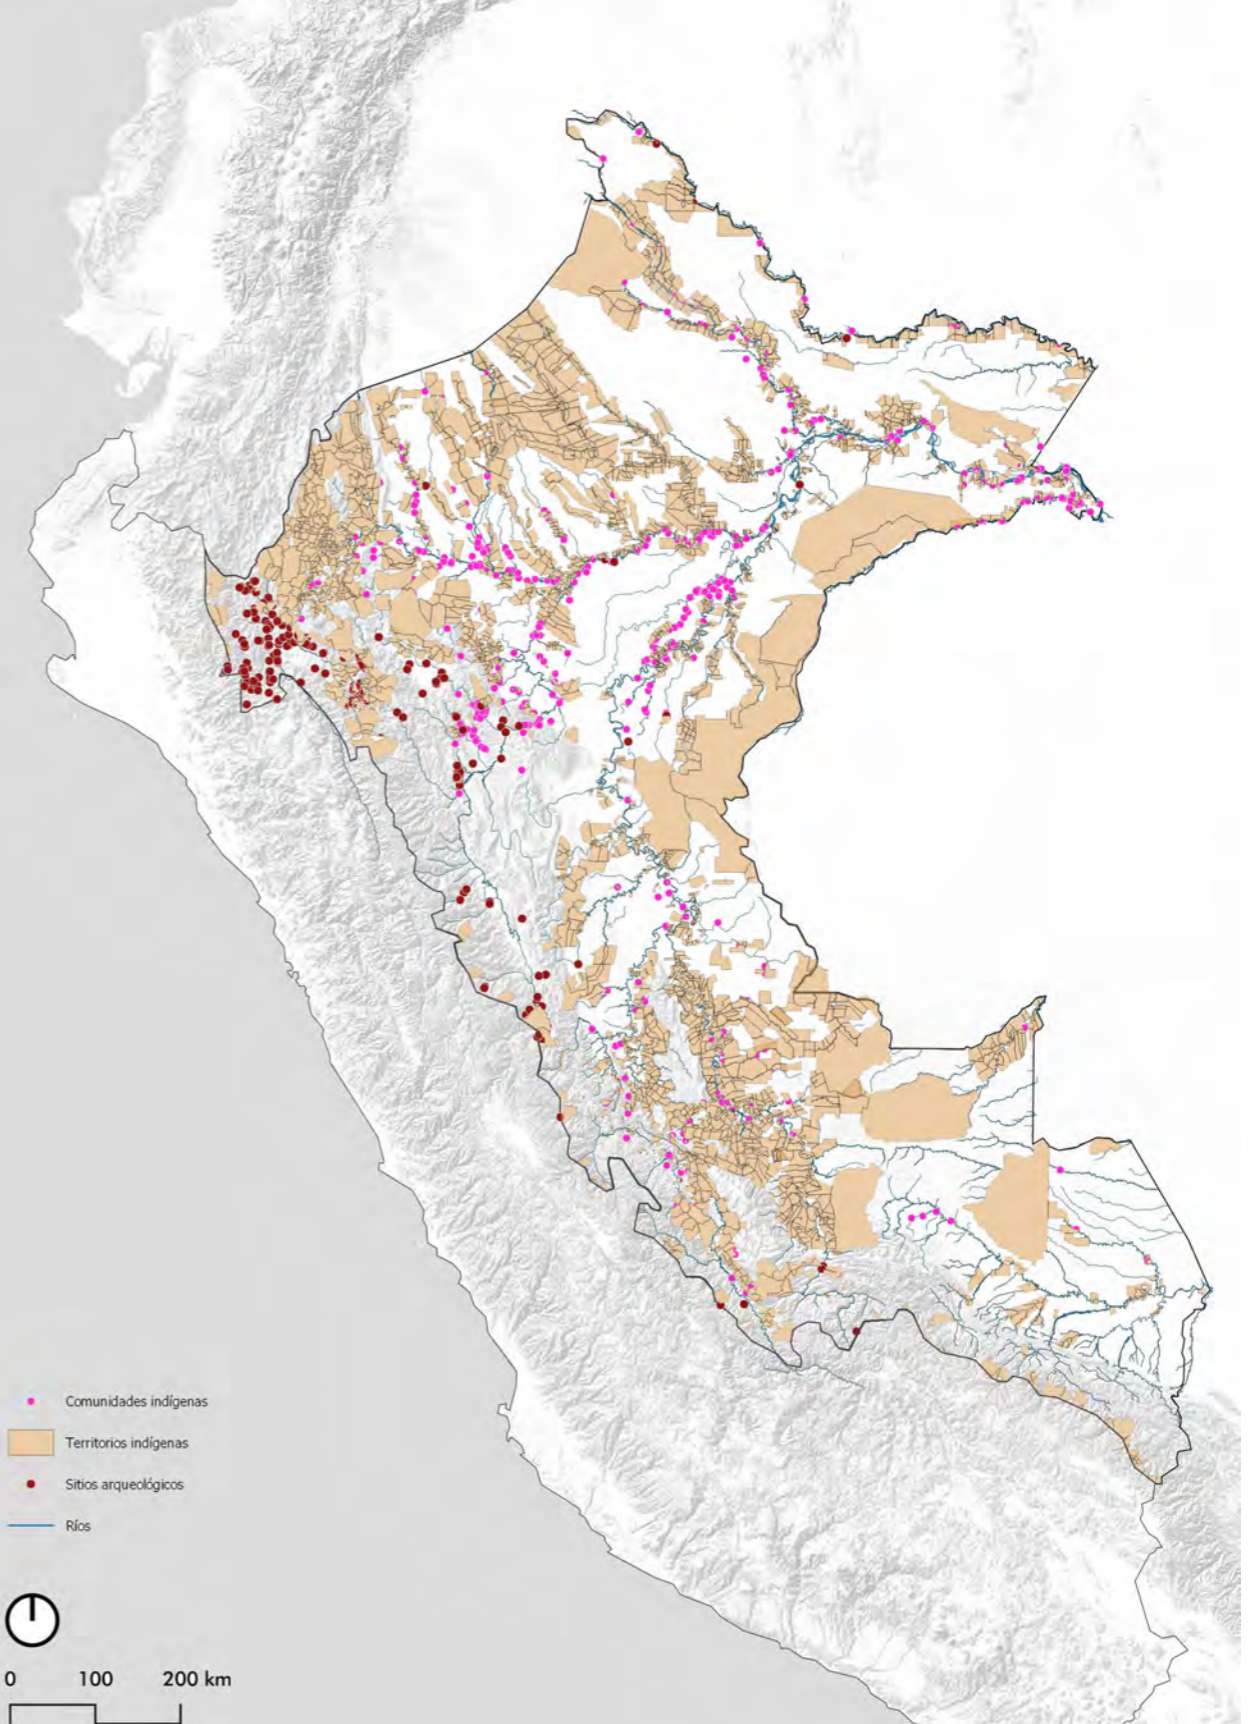 Comunidades indígenas
Territorios indígenas
Sitios arqueológicos
Ríos
0 100 200 km